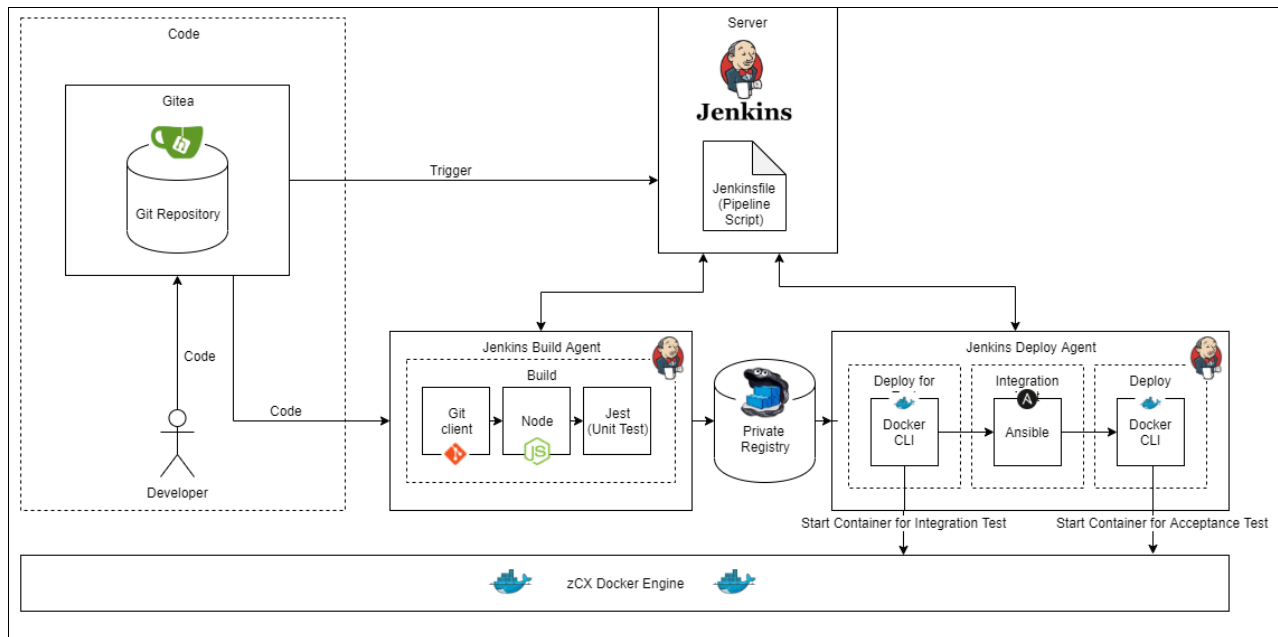 Code
Gitea
Git Repository
Code
Developer
Trigger
Server
Jenkins
Jenkinsfile
(Pipeline
Script)
Code
Jenkins Build Agent
Build
Git
client
Node
JS
Jest
(Unit Test)
Private
Registry
Jenkins Deploy Agent
Deploy for
Docker
CLI
Integration
A
Ansible
Deploy
Docker
CLI
Start Container for Integration Test
Start Container for Acceptance Test
zCX Docker Engine